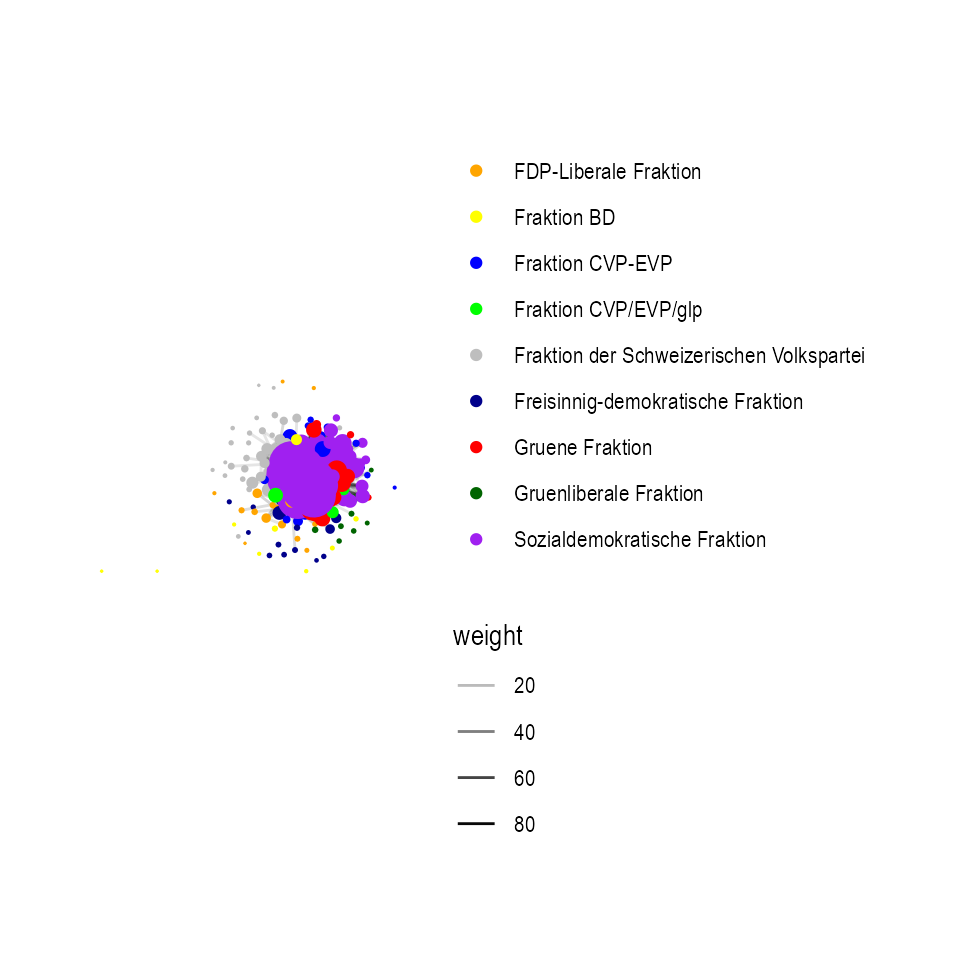 FDP-Liberale Fraktion
Fraktion BD
Fraktion CVP-EVP
Fraktion CVP/EVP/glp
Fraktion der Schweizerischen Volkspartei
Freisinnig-demokratische Fraktion
Gruene Fraktion
Gruenliberale Fraktion
Sozialdemokratische Fraktion
weight
20
40
60
80